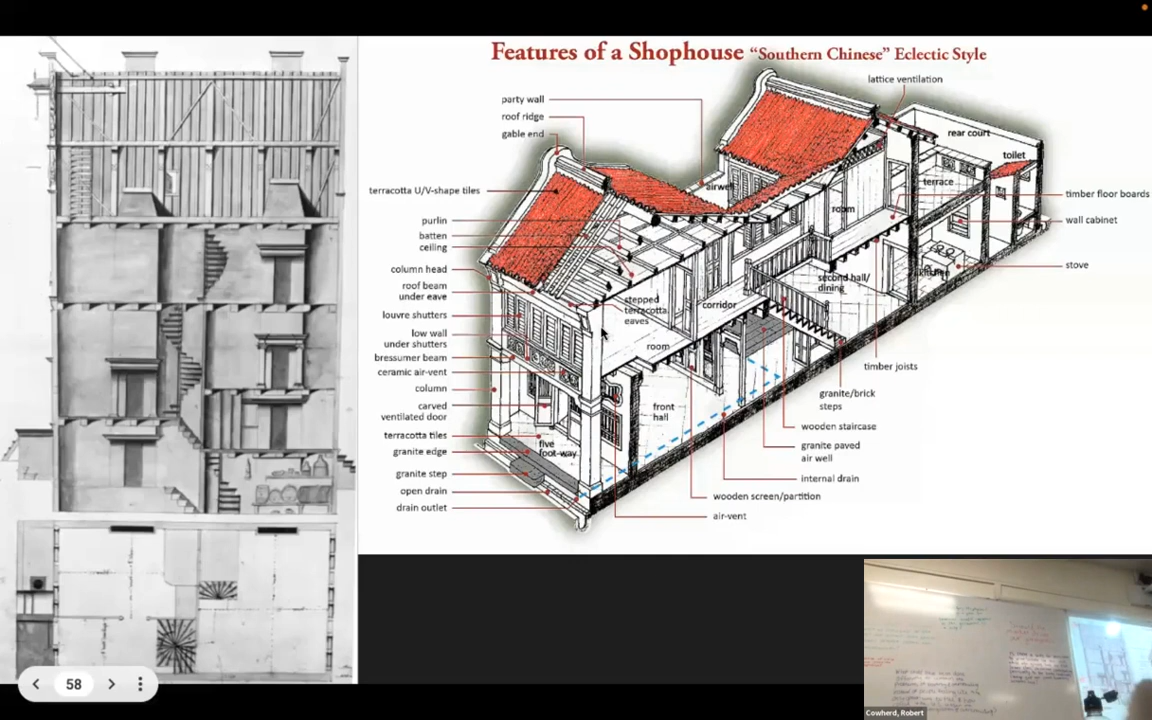 Features of a Shophouse "Southern Chinese" Eclectic Style
lattice ventilation
party wall
roof ridge
gable end
rear court
toilet
terracotta U/V-shape tiles
airwell
terrace
timber floor boards
room
wall cabinet
purlin
batten
ceiling
stove
column head
kitchen
second hall/
dining
roof beam
under eave
stepped
terracotta
eaves
corridor
louvre shutters
low wall
under shutters
room
bressumer beam
timber joists
ceramic air-vent
column
granite/brick
steps
carved
ventilated door
front
hall
wooden staircase
terracotta tiles
five
foot-way
granite paved
air well
granite edge
granite step
internal drain
open drain
wooden screen/partition
drain outlet
air-vent
58
Cowherd, Robert